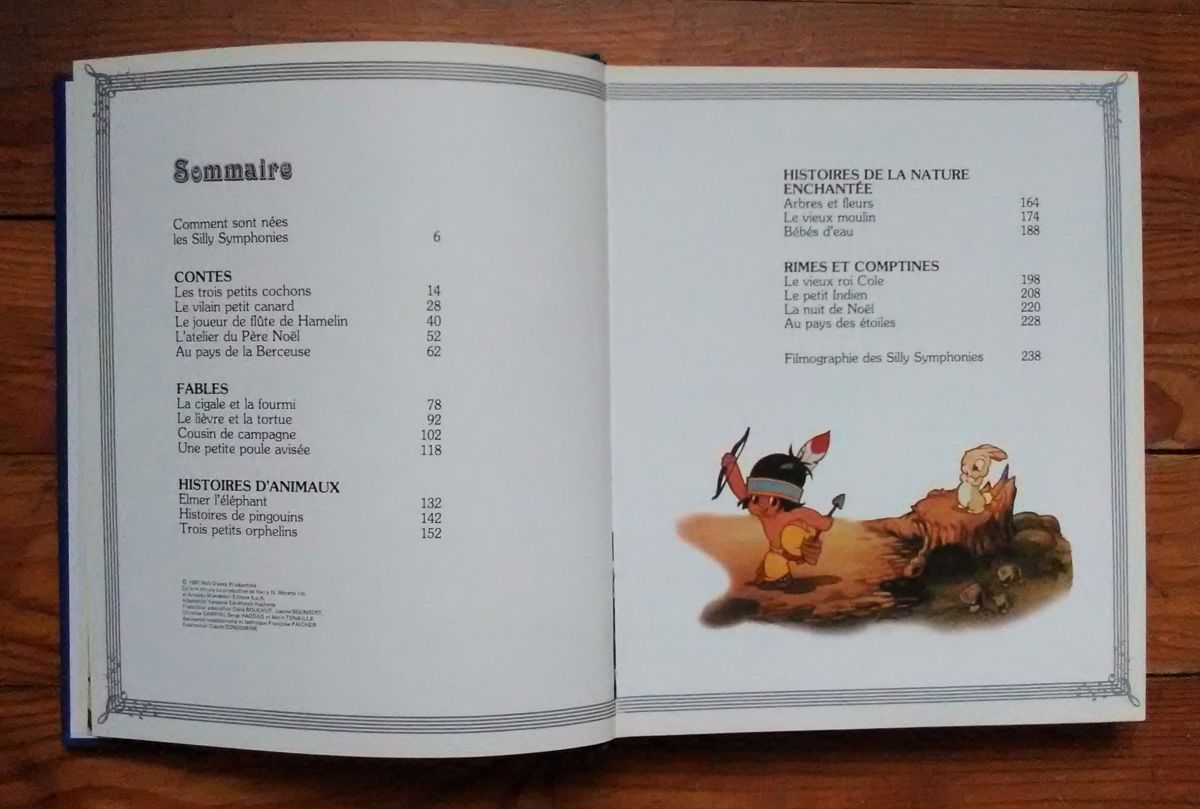 Sommaire
Comment sont nées
les Silly Symphonies 6
CONTES
Les trois petits cochons 14
Le vilain petit canard 28
Le joueur de flûte de Hamelin 40
L'atelier du Père Noël 52
Au pays de la Berceuse 62
FABLES
La cigale et la fourmi 78
Le lièvre et la tortue 92
Cousin de campagne 102
Une petite poule avisée 118
HISTOIRES D'ANIMAUX
Elmer l'éléphant 132
Histoires de pingouins 142
Trois petits orphelins 152
Walt Disney Productions
HISTOIRES DE LA NATURE
ENCHANTÉE
Arbres et fleurs 164
Le vieux moulin 174
Bébés d'eau 188
RIMES ET COMPTINES
Le vieux roi Cole 198
Le petit Indien 208
La nuit de Noël 220
Au pays des étoiles 228
Filmographie des Silly Symphonies 238